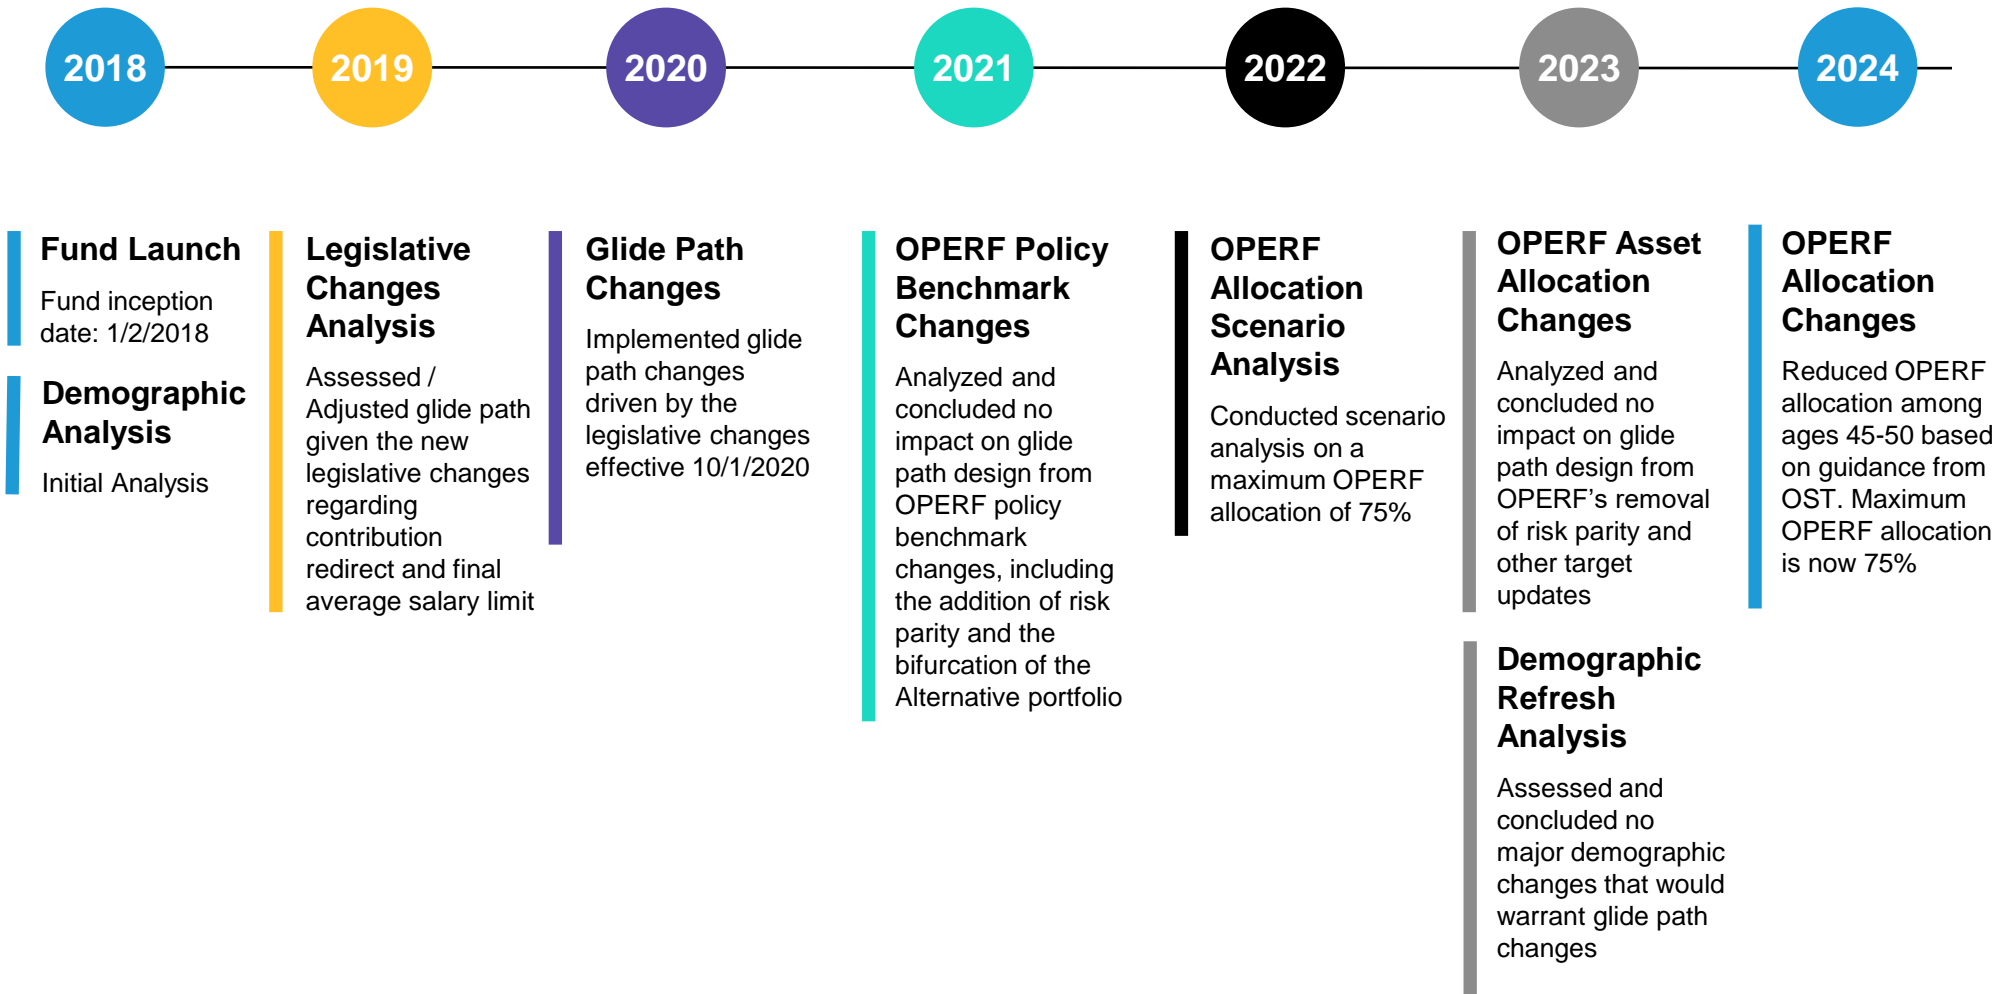 2018
2019
2020
2021
2022
2023
2024
Fund Launch
Fund inception
date: 1/2/2018
Demographic
Analysis
Initial Analysis
Legislative
Changes
Analysis
Assessed /
Adjusted glide path
given the new
legislative changes
regarding
contribution
redirect and final
average salary limit
Glide Path
Changes
Implemented glide
path changes
driven by the
legislative changes
effective 10/1/2020
OPERF Policy
Benchmark
Changes
Analyzed and
concluded no
impact on glide
path design from
OPERF policy
benchmark
changes, including
the addition of risk
parity and the
bifurcation of the
Alternative portfolio
OPERF
Allocation
Scenario
Analysis
Conducted scenario
analysis on a
maximum OPERF
allocation of 75%
OPERF Asset
Allocation
Changes
Analyzed and
concluded no
impact on glide
path design from
OPERF’s removal
of risk parity and
other target
updates
Demographic
Refresh
Analysis
Assessed and
concluded no
major demographic
changes that would
warrant glide path
changes
OPERF
Allocation
Changes
Reduced OPERF
allocation among
ages 45-50 based
on guidance from
OST. Maximum
OPERF allocation
is now 75%